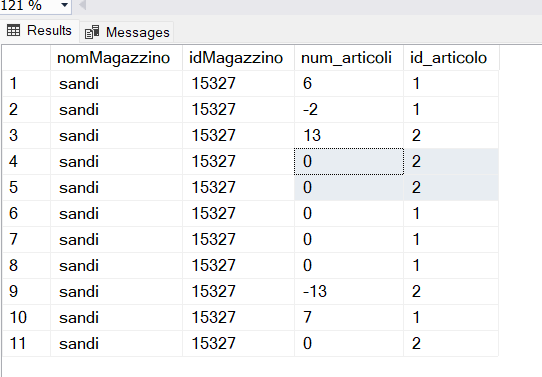 121 %
Results Messages
nomMagazzino idMagazzino num_articoli id_articolo
1 sandi 15327 6 1
2 sandi 15327 -2 1
3 sandi 15327 13 2
4 sandi 15327 0 2
5 sandi 15327 0 2
6 sandi 15327 0 1
7 sandi 15327 0 1
8 sandi 15327 0 1
9 sandi 15327 -13 2
10 sandi 15327 7 1
11 sandi 15327 0 2